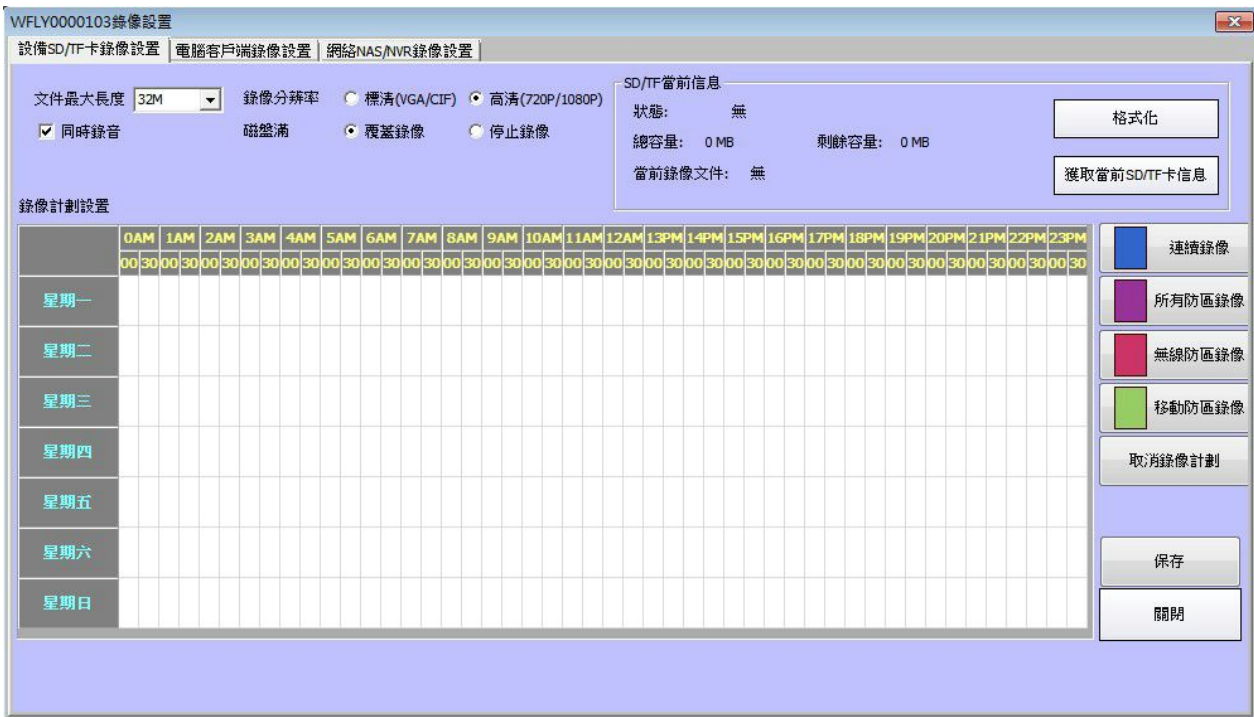 WFLY0000103錄像設置
設備SD/TF卡錄像設置 電腦客戶端錄像設置 網絡NAS/NVR錄像設置
文件最大長度 32M 錄像分辨率 標清(VGA/CIF) 高清(720P/1080P)
同時錄音 磁盤滿 覆蓋錄像 停止錄像
SD/TF當前信息
狀態: 無
總容量: 0 MB 剩餘容量: 0 MB
當前錄像文件: 無
格式化
獲取當前SD/TF卡信息
錄像計劃設置
0AM 1AM 2AM 3AM 4AM 5AM 6AM 7AM 8AM 9AM 10AM 11AM 12AM 13PM 14PM 15PM 16PM 17PM 18PM 19PM 20PM 21PM 22PM 23PM
00 30 00 30 00 30 00 30 00 30 00 30 00 30 00 30 00 30 00 30 00 30 00 30 00 30 00 30 00 30 00 30 00 30 00 30 00 30 00 30 00 30 00 30 00 30 00 30
星期一
星期二
星期三
星期四
星期五
星期六
星期日
連續錄像
所有防區錄像
無線防區錄像
移動防區錄像
取消錄像計劃
保存
關閉